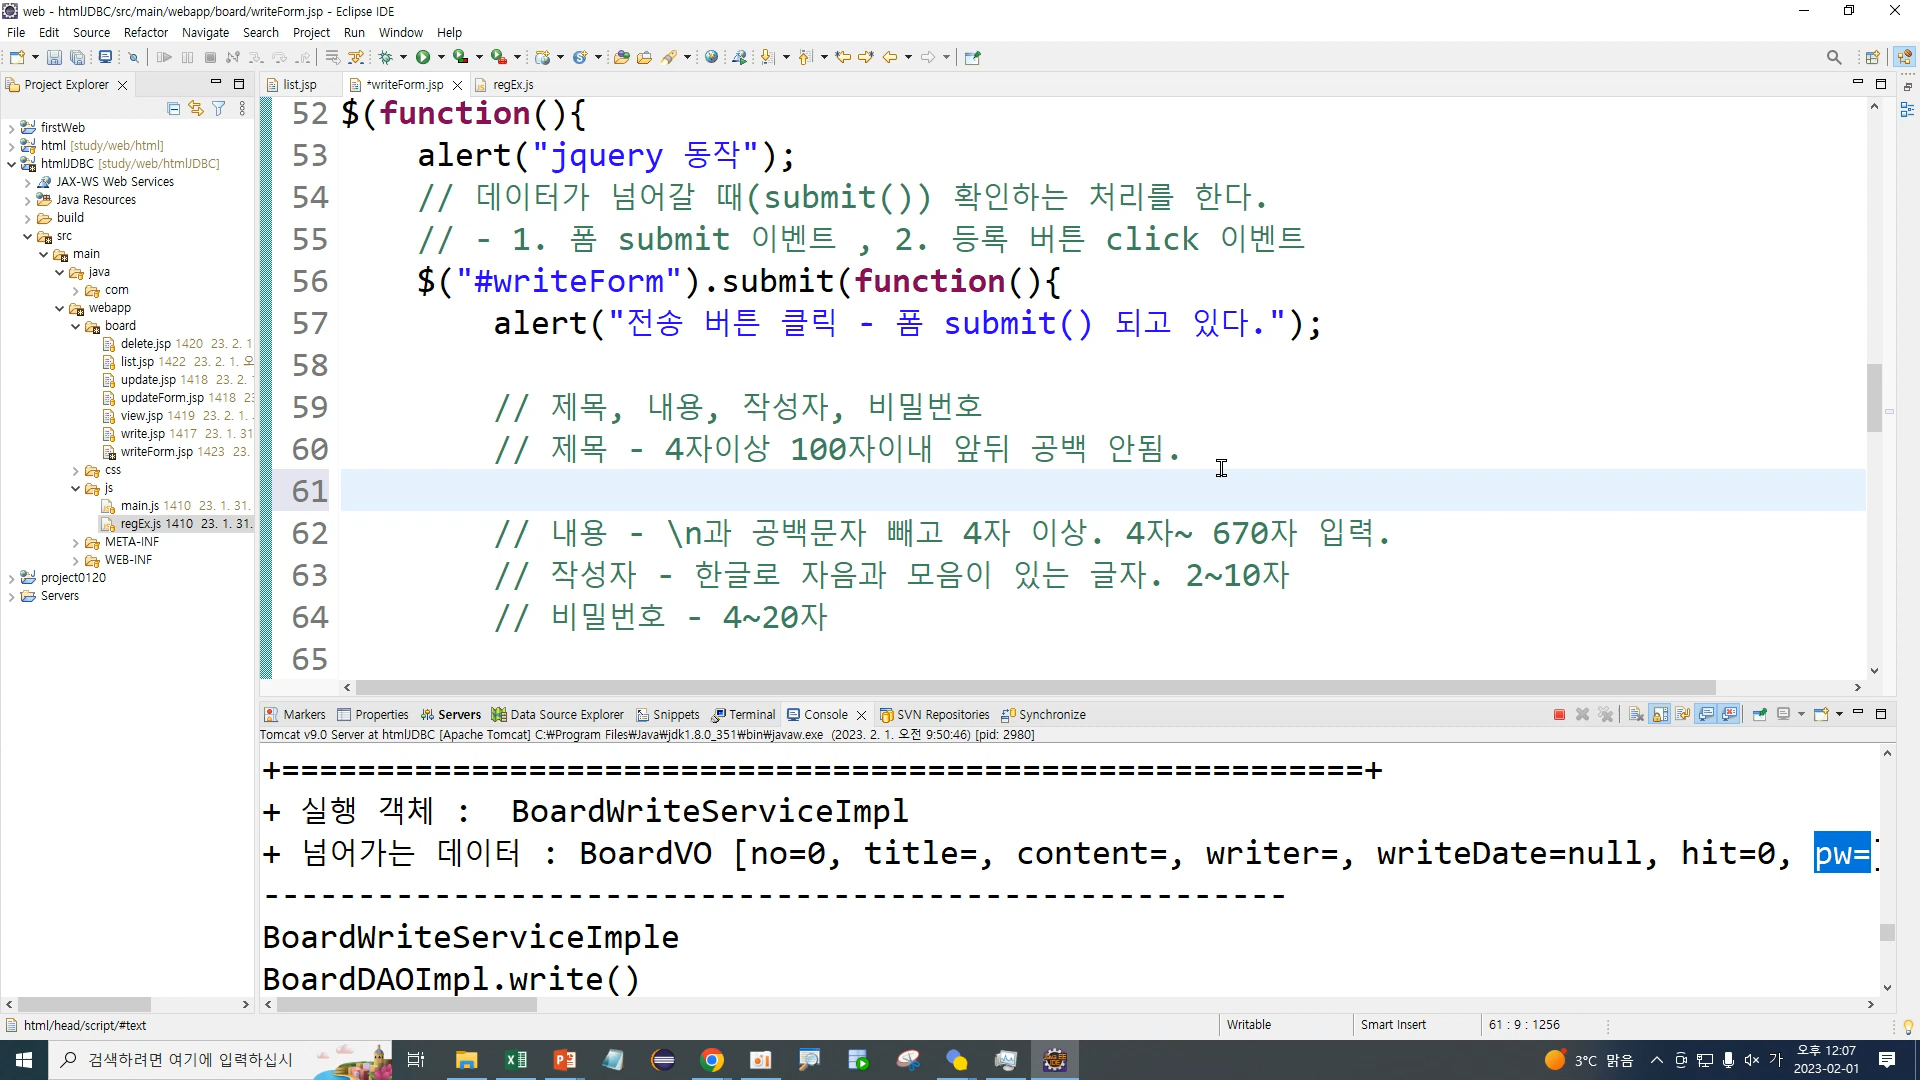 web - htmlJDBC/src/main/webapp/board/writeForm.jsp - Eclipse IDE
File Edit Source Refactor Navigate Search Project Run Window Help
Project Explorer
list.jsp *writeForm.jsp regEx.js
firstWeb
html [study/web/html]
htmlJDBC [study/web/htmlJDBC]
JAX-WS Web Services
Java Resources
build
src
main
java
com
webapp
board
delete.jsp 1420 23. 2. 1
list.jsp 1422 23. 2. 1. 오
update.jsp 1418 23. 2.
updateForm.jsp 1418 23
view.jsp 1419 23. 2. 1.
write.jsp 1417 23. 1. 31
writeForm.jsp 1423 23.
css
js
main.js 1410 23. 1. 31.
regEx.js 1410 23. 1. 31.
META-INF
WEB-INF
project0120
Servers
52 $(function(){
53 alert("jquery 동작");
54 // 데이터가 넘어갈 때(submit()) 확인하는 처리를 한다.
55 // - 1. 폼 submit 이벤트 , 2. 등록 버튼 click 이벤트
56 $("#writeForm").submit(function(){
57 alert("전송 버튼 클릭 - 폼 submit() 되고 있다.");
58
59 // 제목, 내용, 작성자, 비밀번호
60 // 제목 - 4자이상 100자이내 앞뒤 공백 안됨.
61
62 // 내용 - \n과 공백문자 빼고 4자 이상. 4자~ 670자 입력.
63 // 작성자 - 한글로 자음과 모음이 있는 글자. 2~10자
64 // 비밀번호 - 4~20자
65
Markers Properties Servers Data Source Explorer Snippets Terminal Console SVN Repositories Synchronize
Tomcat v9.0 Server at htmlJDBC [Apache Tomcat] C:₩Program Files₩Java₩jdk1.8.0_351₩bin₩javaw.exe (2023. 2. 1. 오전 9:50:46) [pid: 2980]
+=========================================================+
+ 실행 객체 : BoardWriteServiceImpl
+ 넘어가는 데이터 : BoardVO [no=0, title=, content=, writer=, writeDate=null, hit=0, pw=
------------------------------------------------------
BoardWriteServiceImple
BoardDAOImpl.write()
html/head/script/#text Writable Smart Insert 61 : 9 : 1256
검색하려면 여기에 입력하십시 3°C 맑음 가 오후 12:07
2023-02-01